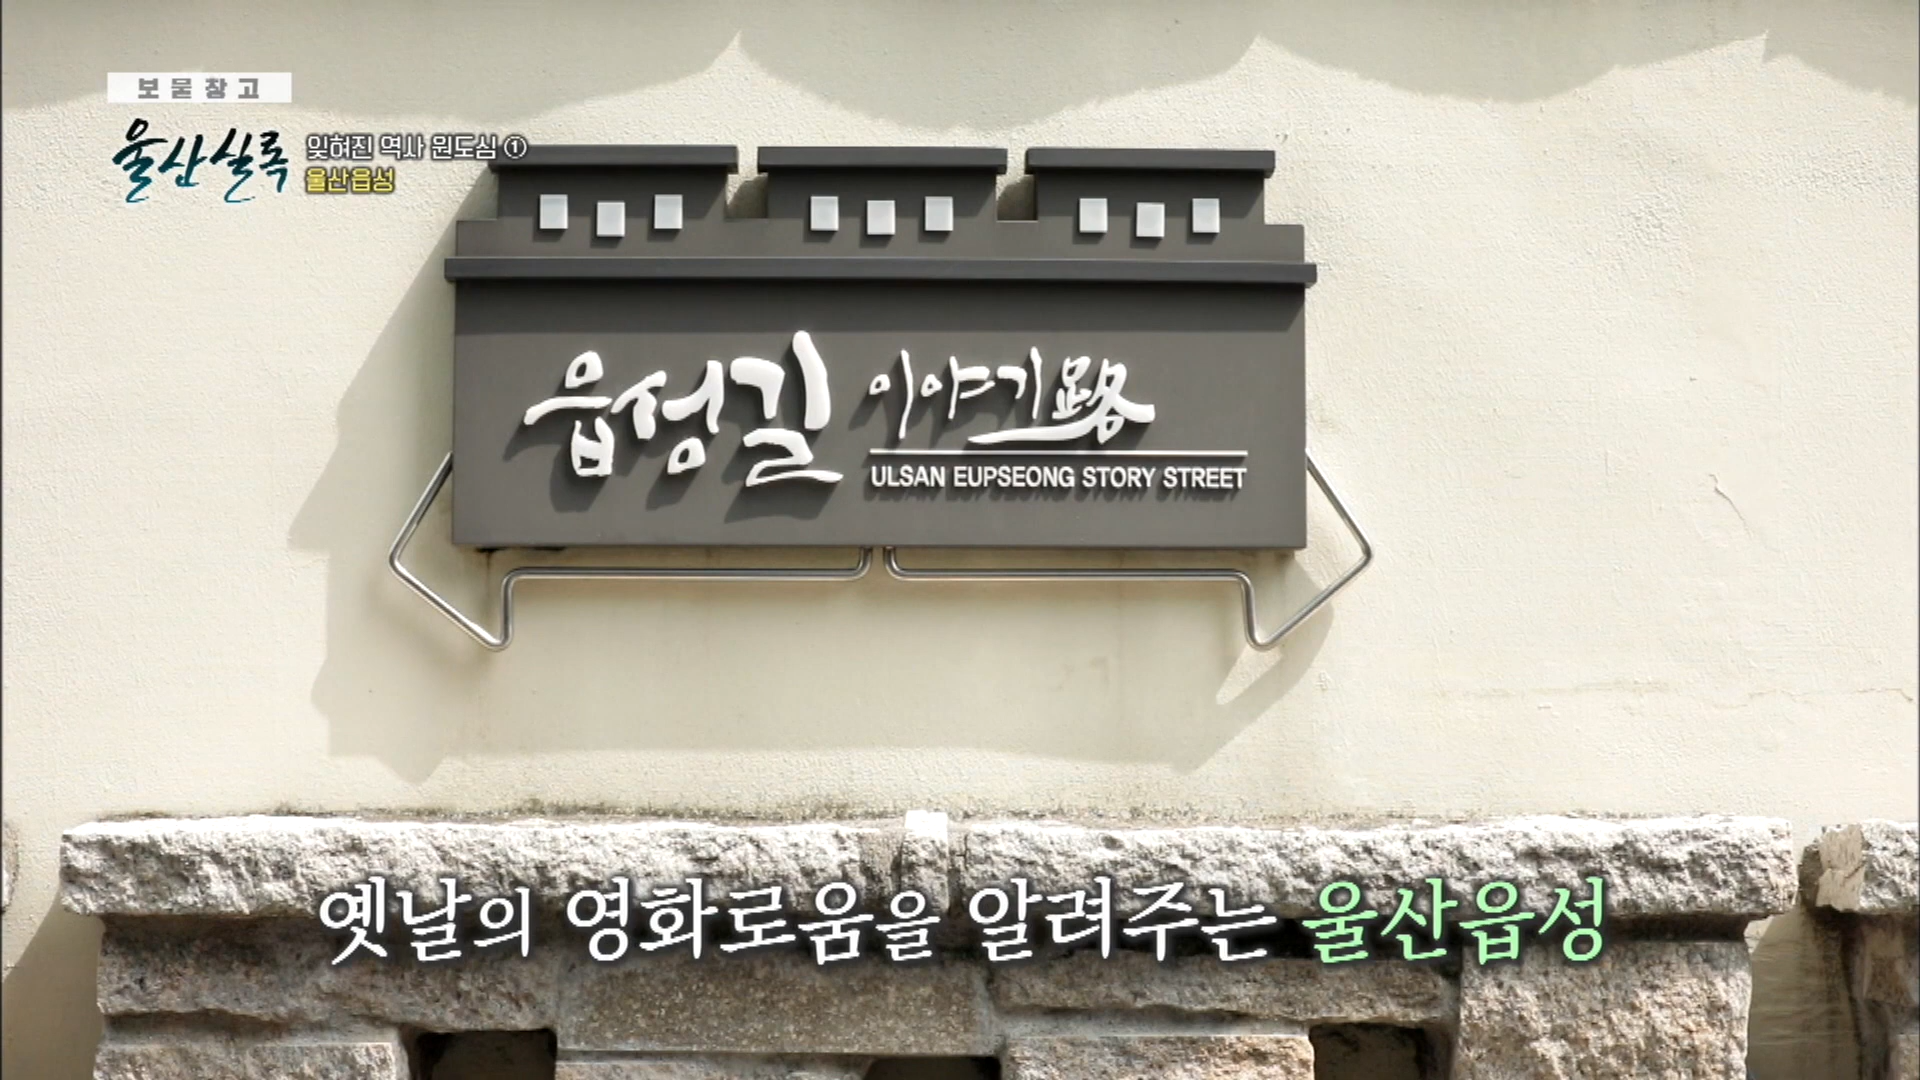 보물창고
울산실록
잊혀진 역사 원도심 ①
울산읍성
읍성길 이야기路
ULSAN EUPSEONG STORY STREET
옛날의 영화로움을 알려주는 울산읍성